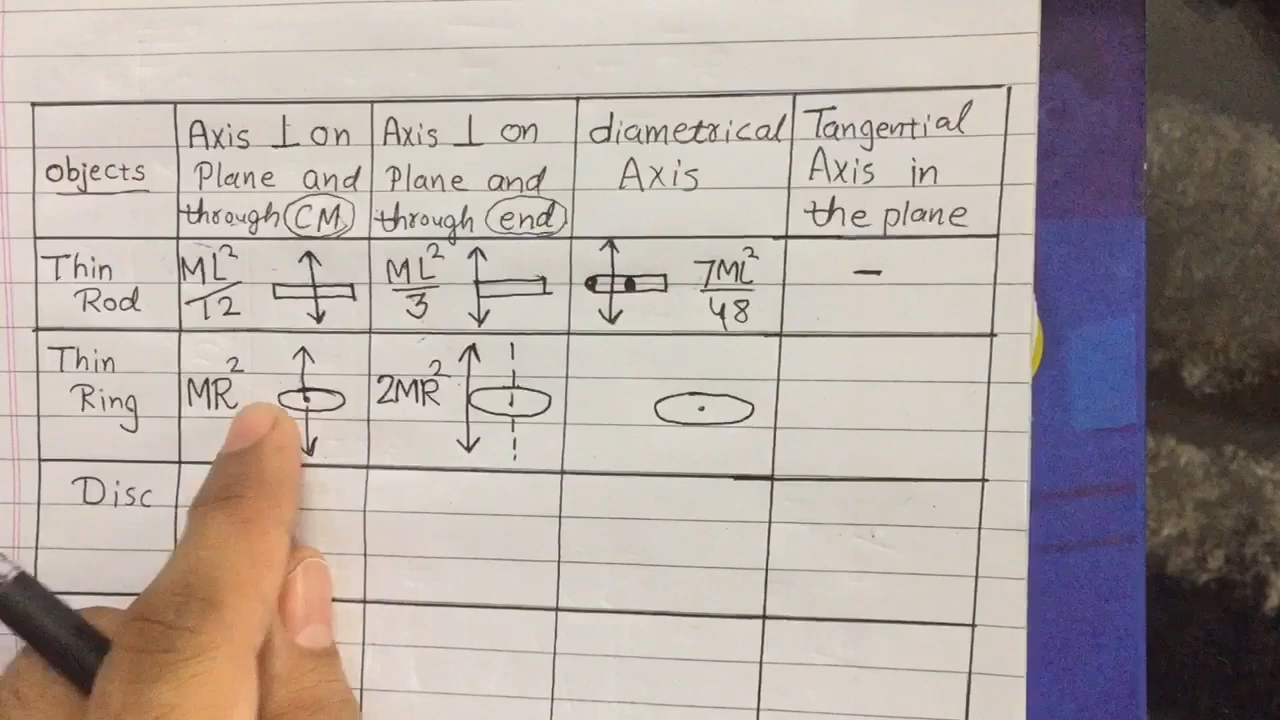 objects
Axis ⊥ on
Plane and
through CM
Axis ⊥ on
Plane and
through end
diametrical
Axis
Tangential
Axis in
the plane
Thin
Rod
ML²
12
ML²
3
7ML²
48
—
Thin
Ring
MR²
2MR²
Disc